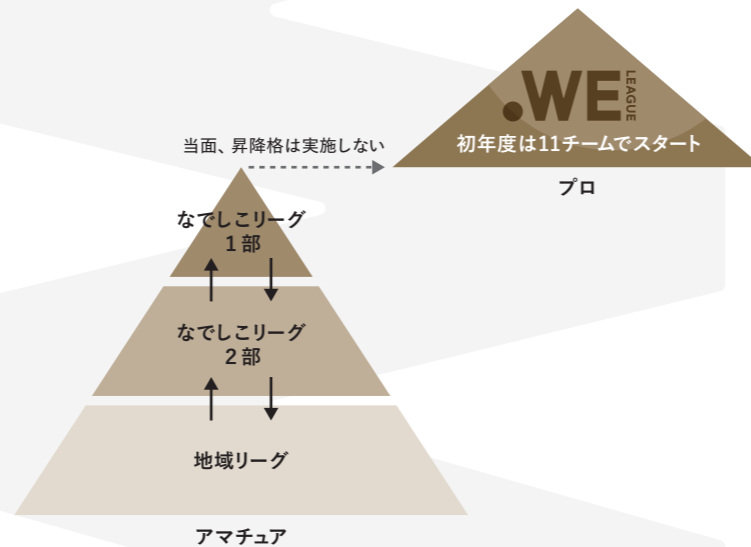 .WE
LEAGUE
初年度は11チームでスタート
プロ
当面、昇降格は実施しない
なでしこリーグ
1部
なでしこリーグ
2部
地域リーグ
アマチュア